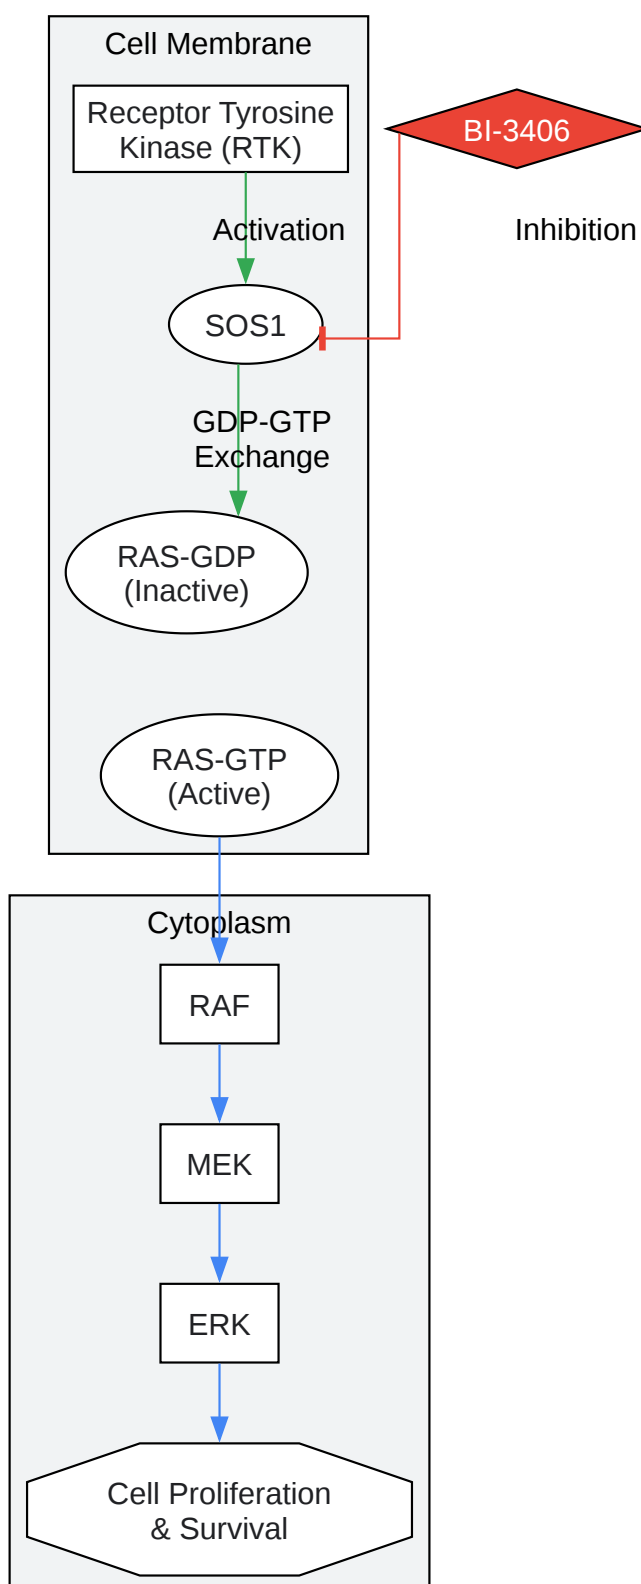 Cell Membrane
Receptor Tyrosine
Kinase (RTK)
BI-3406
Activation
Inhibition
SOS1
GDP-GTP
Exchange
RAS-GDP
(Inactive)
RAS-GTP
(Active)
Cytoplasm
RAF
MEK
ERK
Cell Proliferation
& Survival